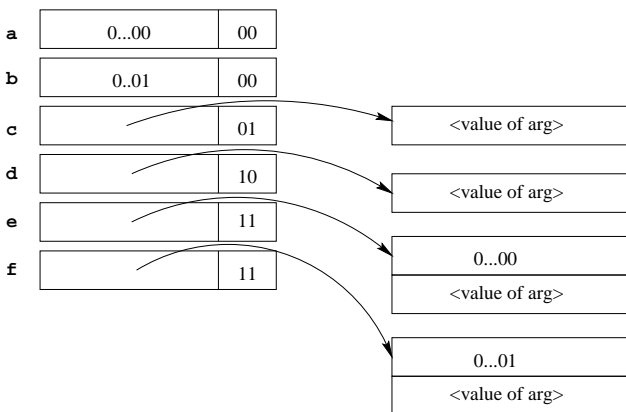 a 0...00 00
b 0..01 00
c 01 <value of arg>
d 10 <value of arg>
e 11
0...00
f 11 <value of arg>
0...01
<value of arg>